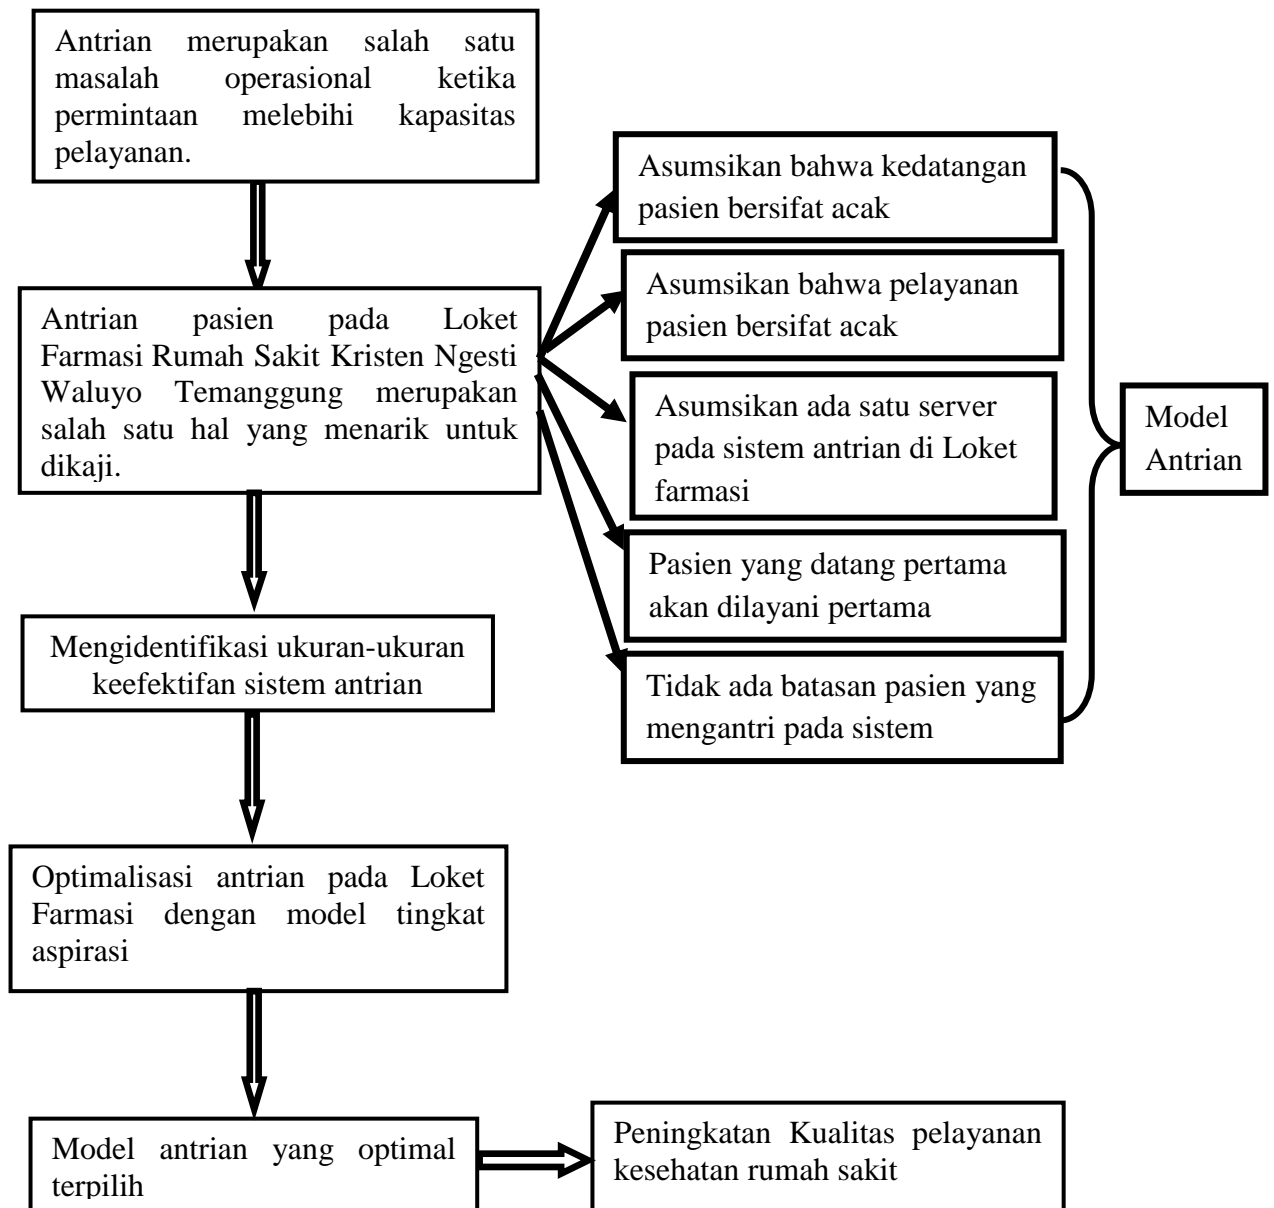 Antrian merupakan salah satu
masalah operasional ketika
permintaan melebihi kapasitas
pelayanan.
Antrian pasien pada Loket
Farmasi Rumah Sakit Kristen Ngesti
Waluyo Temanggung merupakan
salah satu hal yang menarik untuk
dikaji.
Asumsikan bahwa kedatangan
pasien bersifat acak
Asumsikan bahwa pelayanan
pasien bersifat acak
Asumsikan ada satu server
pada sistem antrian di Loket
farmasi
Pasien yang datang pertama
akan dilayani pertama
Tidak ada batasan pasien yang
mengantri pada sistem
Model
Antrian
Mengidentifikasi ukuran-ukuran
keefektifan sistem antrian
Optimalisasi antrian pada Loket
Farmasi dengan model tingkat
aspirasi
Model antrian yang optimal
terpilih
Peningkatan Kualitas pelayanan
kesehatan rumah sakit